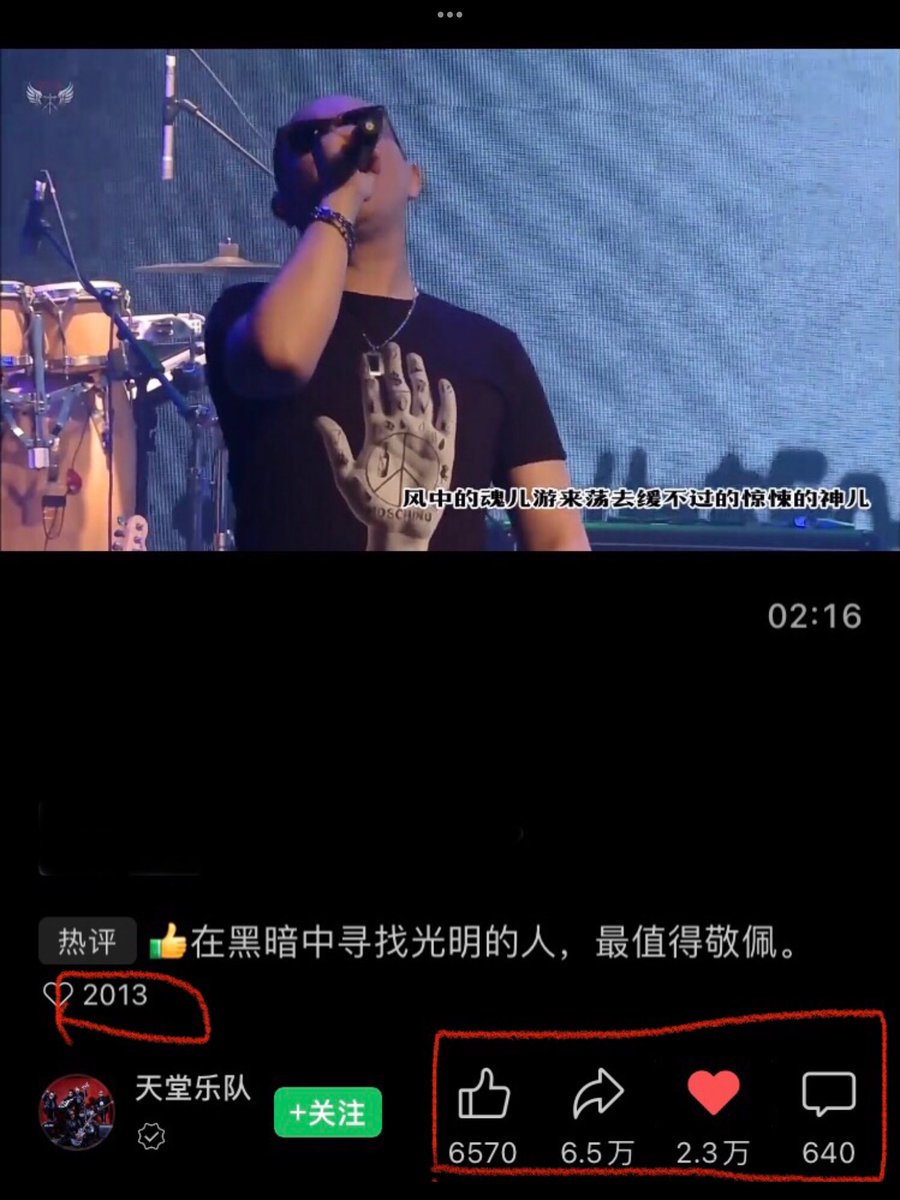 风中的魂儿游来荡去缓不过的惊悚的神儿
MOSCHINO
02:16
热评 👍在黑暗中寻找光明的人，最值得敬佩。
2013
天堂乐队
+关注
6570 6.5万 2.3万 640